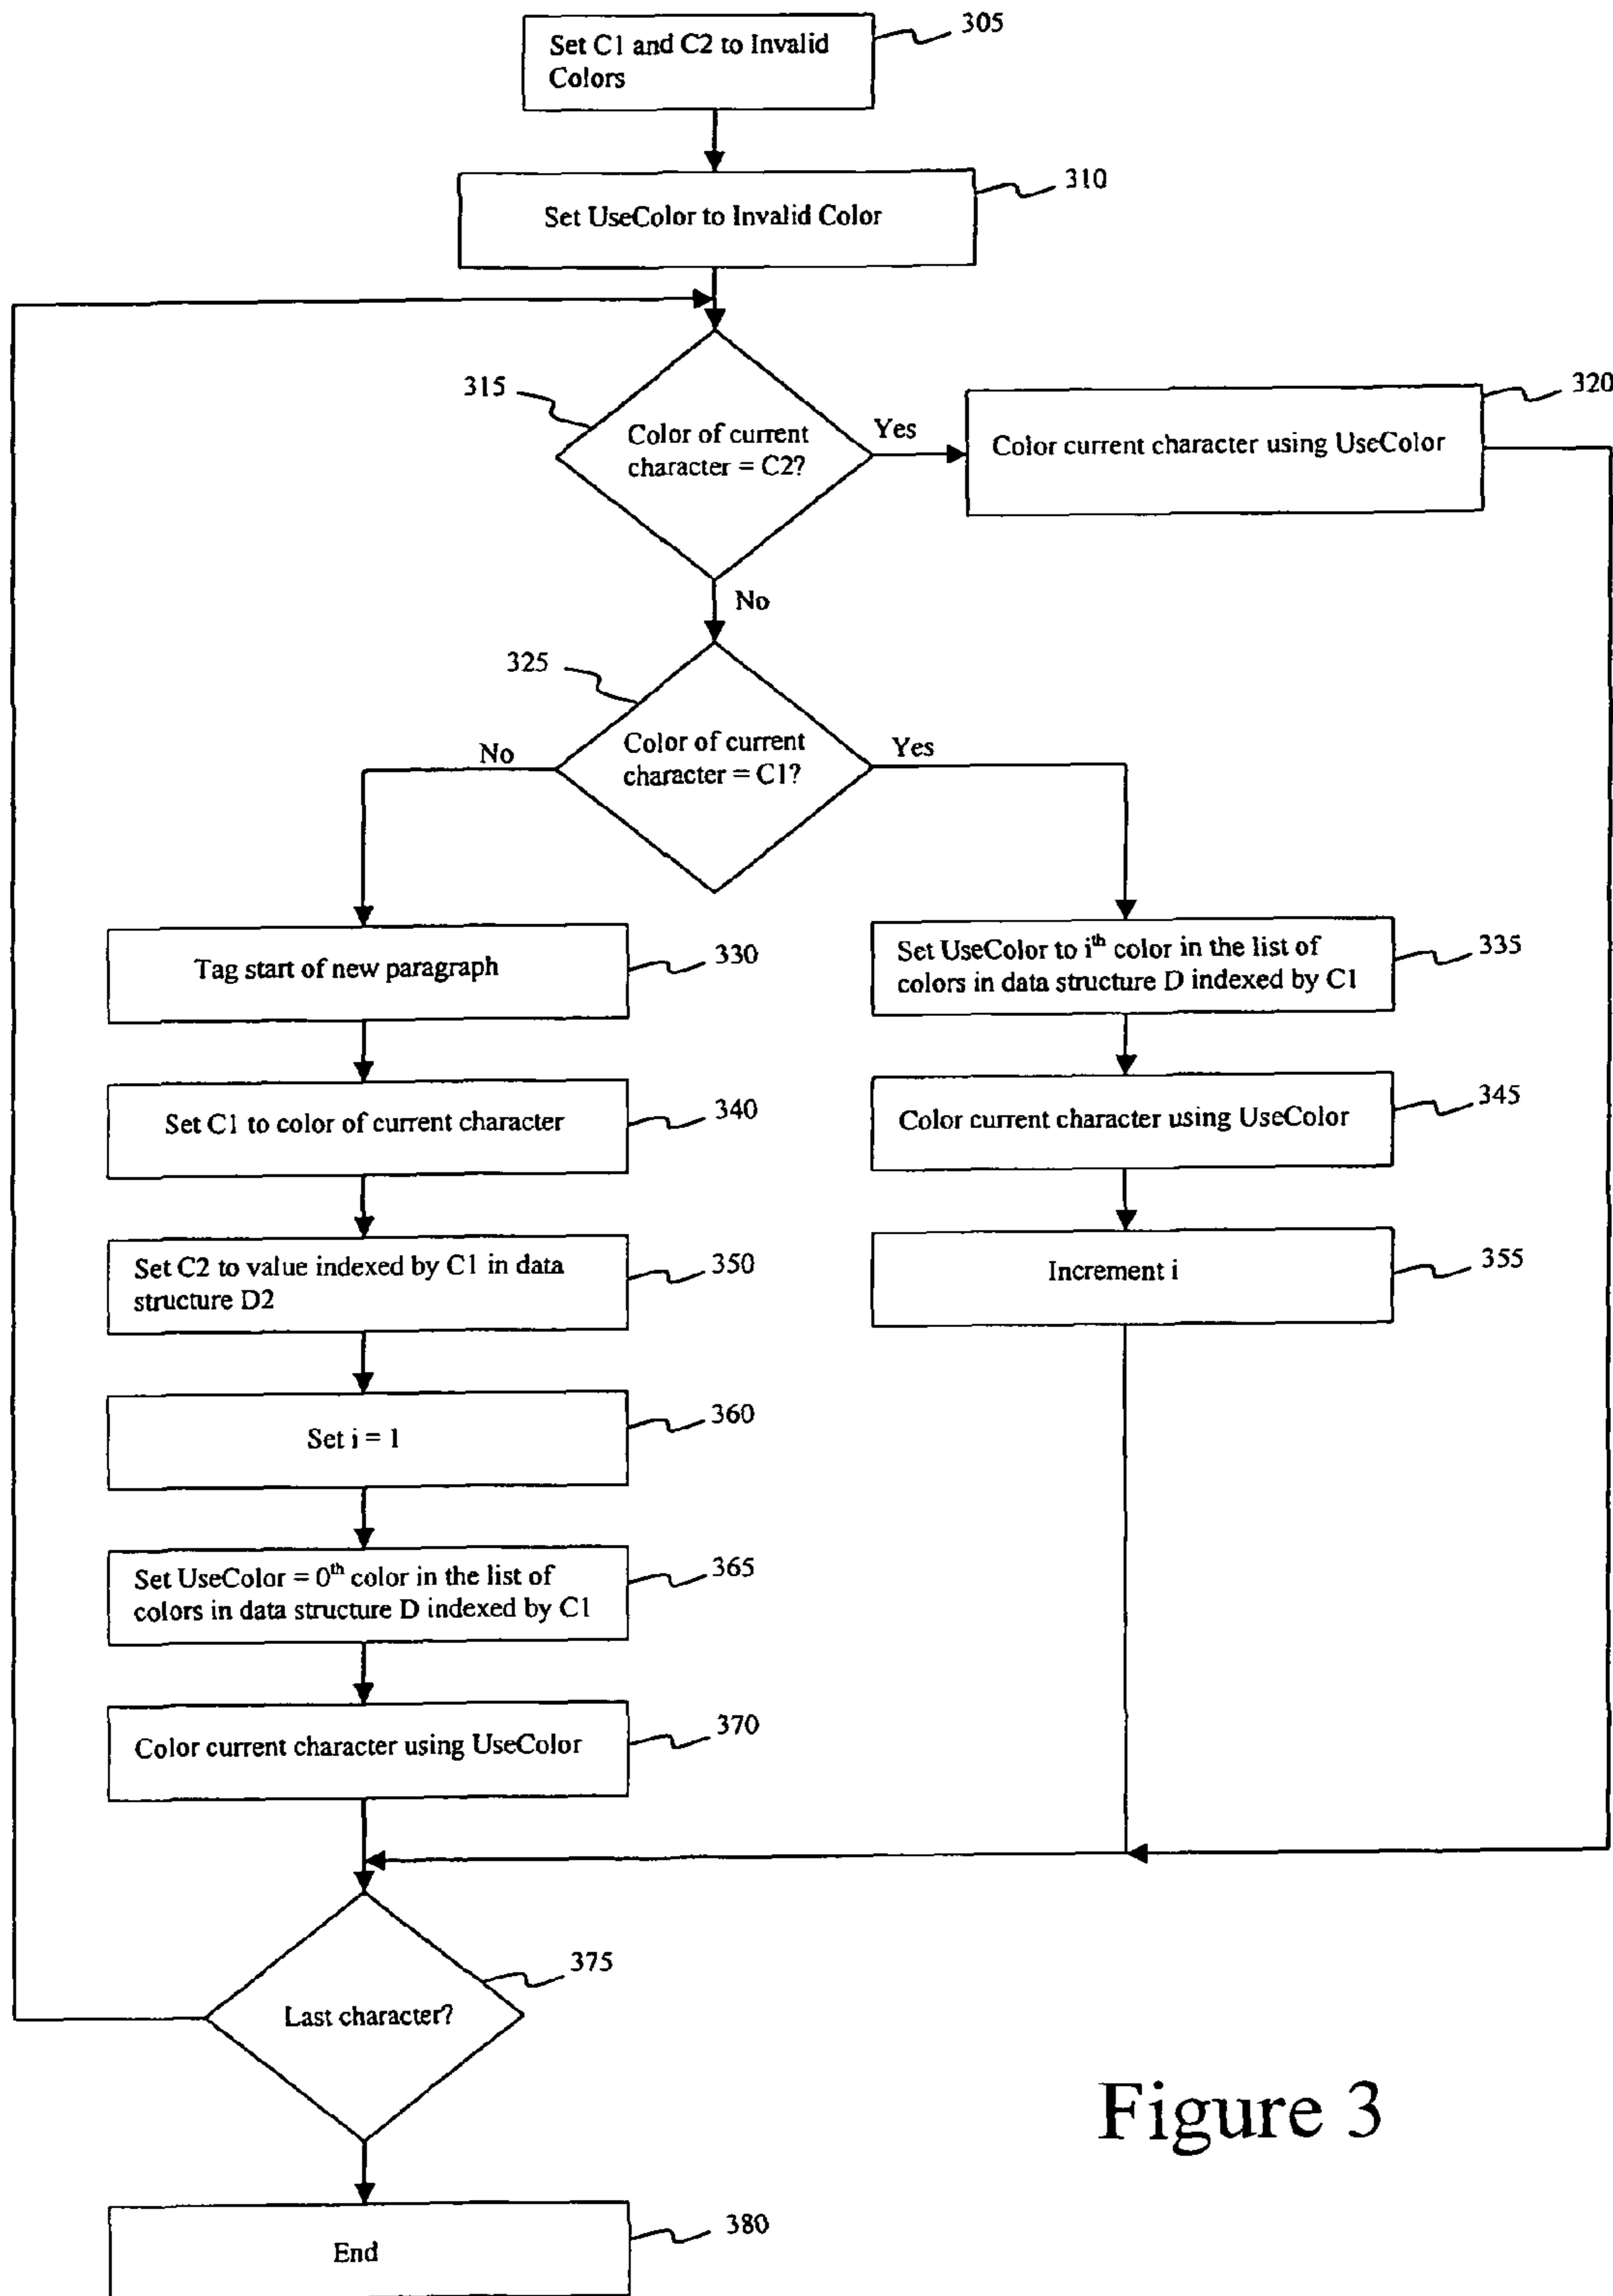 Set C1 and C2 to Invalid
Colors
305
Set UseColor to Invalid Color
310
315
Color of current
character = C2?
Yes
Color current character using UseColor
320
No
325
Color of current
character = C1?
No
Yes
Tag start of new paragraph
330
Set UseColor to iᵗʰ color in the list of
colors in data structure D indexed by C1
335
Set C1 to color of current character
340
Color current character using UseColor
345
Set C2 to value indexed by C1 in data
structure D2
350
Increment i
355
Set i = 1
360
Set UseColor = 0ᵗʰ color in the list of
colors in data structure D indexed by C1
365
Color current character using UseColor
370
Last character?
375
Figure 3
End
380